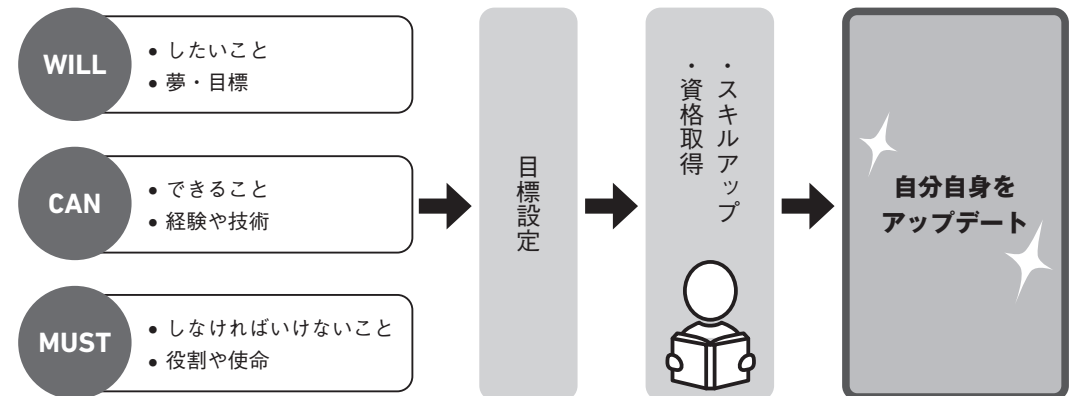 WILL
• したいこと
• 夢・目標
CAN
• できること
• 経験や技術
MUST
• しなければいけないこと
• 役割や使命
目標設定
・スキルアップ
・資格取得
自分自身を
アップデート